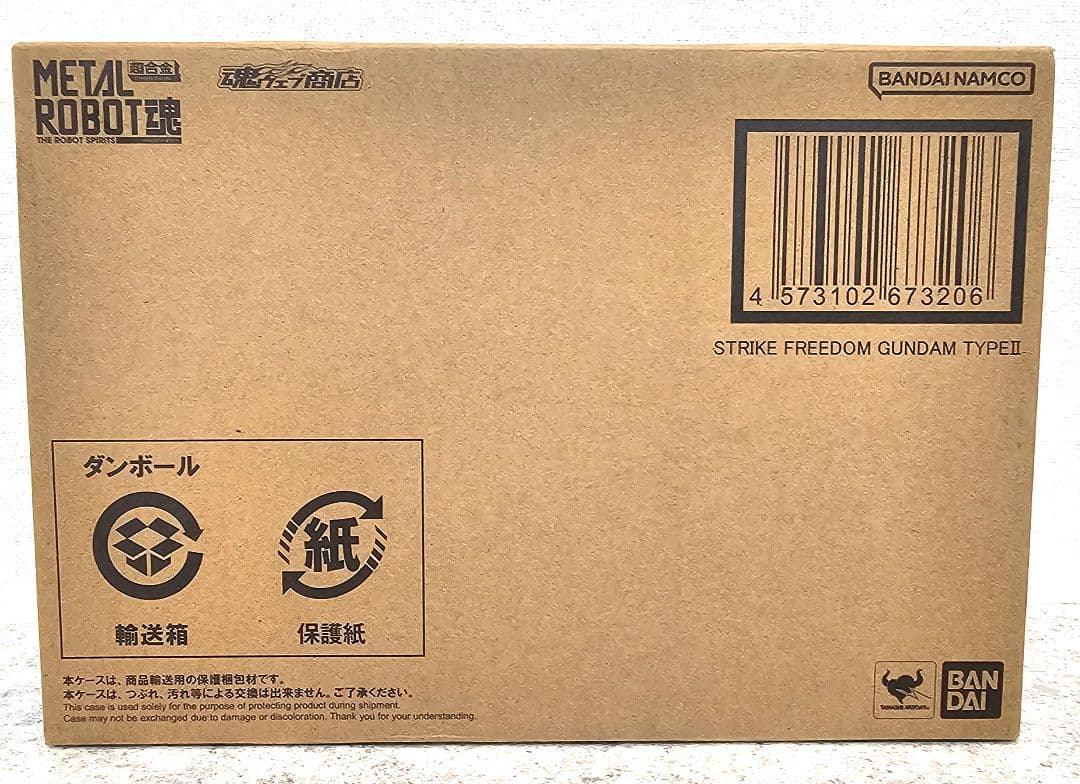 METAL 超合金
ROBOT魂
THE ROBOT SPIRITS
魂ウェブ商店
BANDAI NAMCO
4 573102 673206
STRIKE FREEDOM GUNDAM TYPEⅡ
ダンボール
紙
輸送箱 保護紙
本ケースは、商品輸送用の保護梱包材です。
本ケースは、つぶれ、汚れ等による交換は出来ません。ご了承ください。
This case is used solely for the purpose of protecting product during shipment.
Case may not be exchanged due to damage or discoloration. Thank you for your understanding.
TAMASHII NATIONS
BAN
DAI